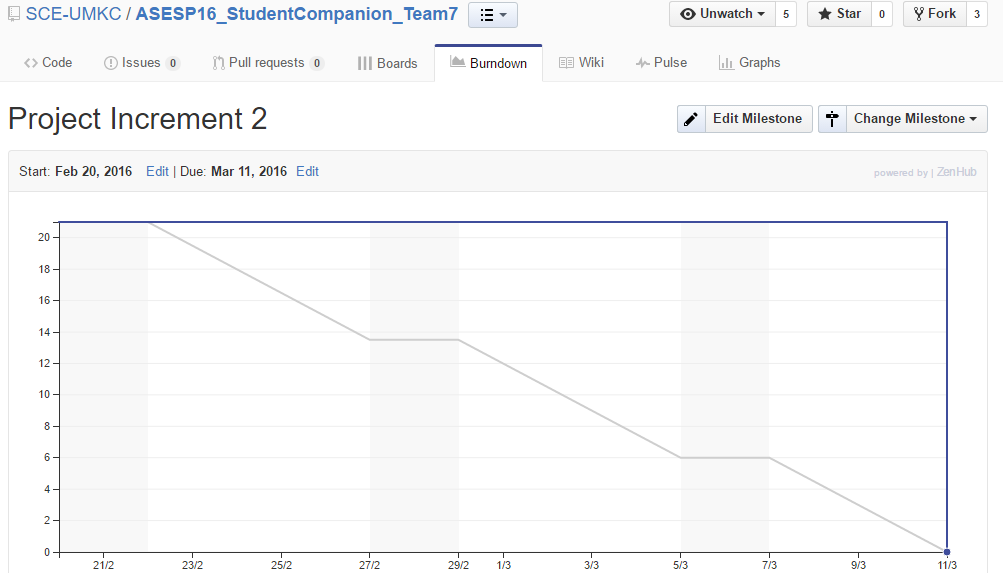 SCE-UMKC / ASESP16_StudentCompanion_Team7
Unwatch 5 Star 0 Fork 3
Code Issues 0 Pull requests 0 Boards Burndown Wiki Pulse Graphs
Project Increment 2
Edit Milestone Change Milestone
Start: Feb 20, 2016 Edit | Due: Mar 11, 2016 Edit
powered by | ZenHub
20
18
16
14
12
10
8
6
4
2
0
21/2 23/2 25/2 27/2 29/2 1/3 3/3 5/3 7/3 9/3 11/3